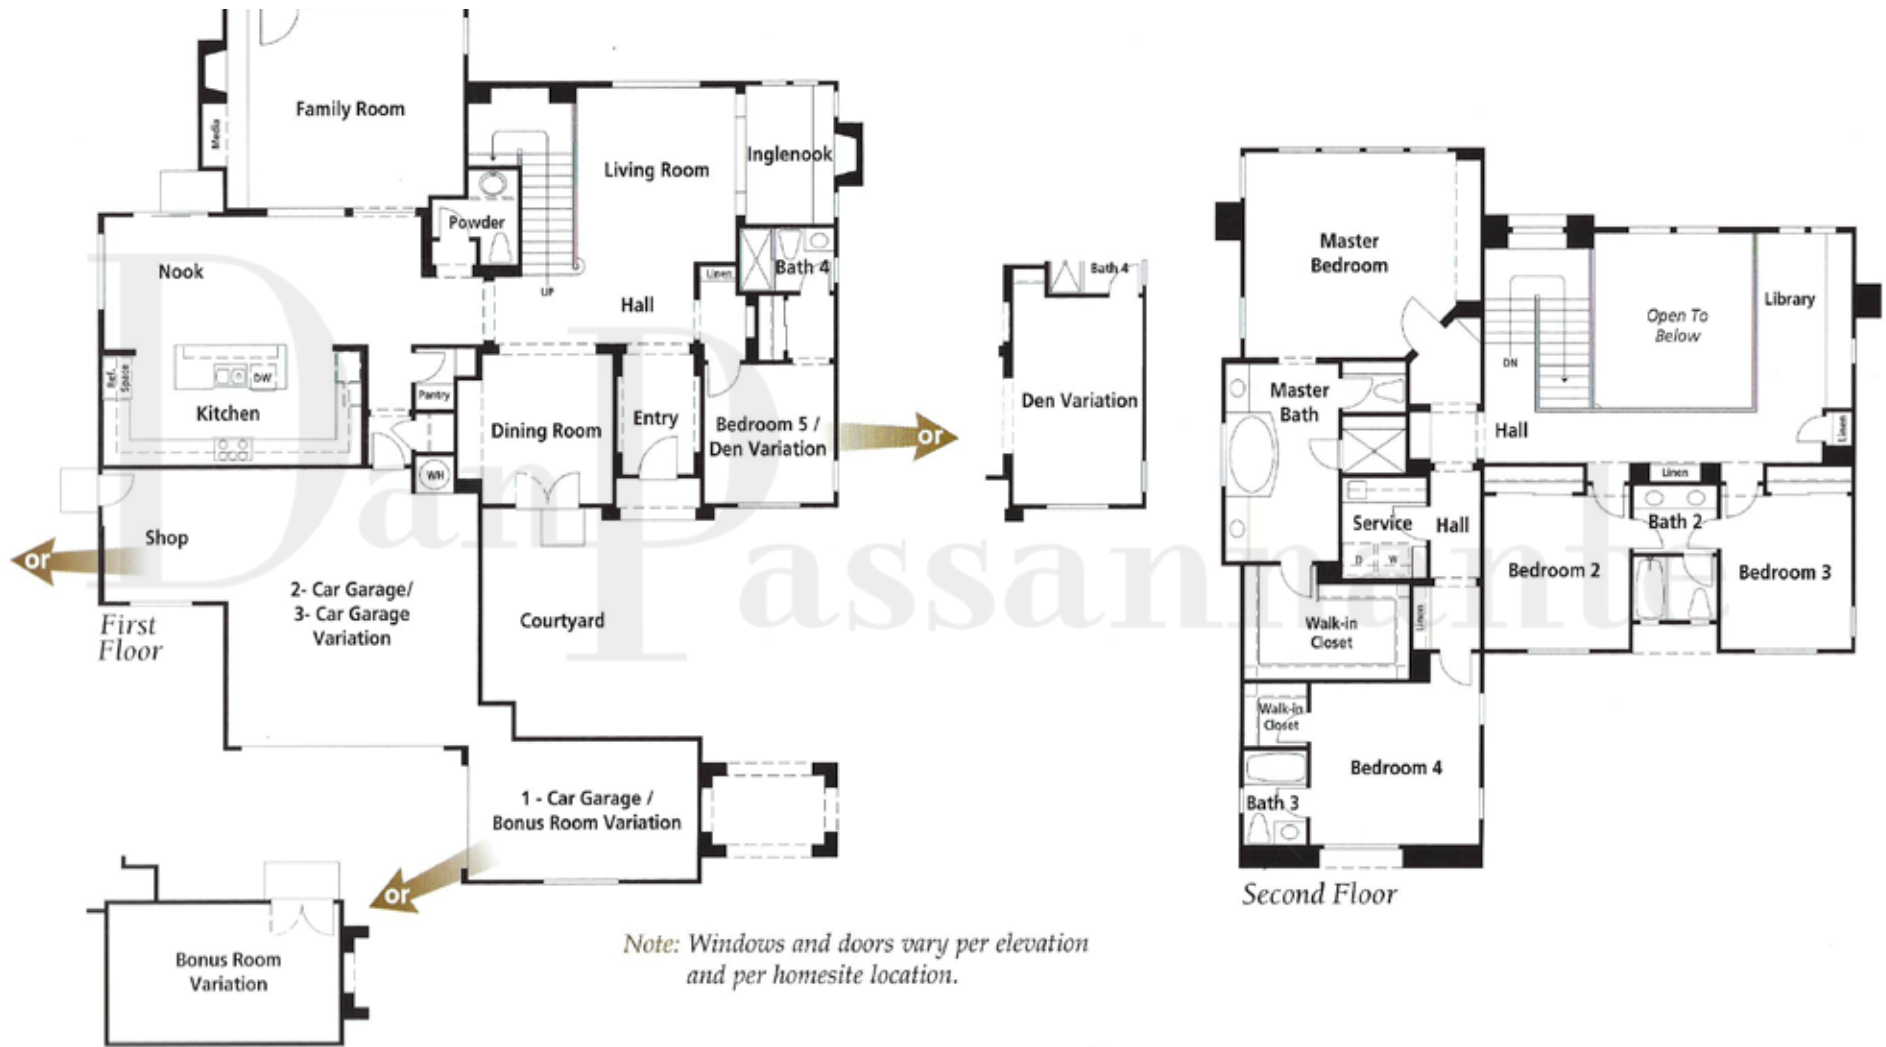 Family Room
Media
Living Room
Inglenook
Powder
Nook
Linen
Bath 4
UP
Hall
Ref.
Space
DW
Kitchen
Pantry
Dining Room
Entry
Bedroom 5 /
Den Variation
or
WH
Shop
or
2- Car Garage/
3- Car Garage
Variation
First
Floor
Courtyard
1 - Car Garage /
Bonus Room Variation
or
Bonus Room
Variation
Bath 4
Den Variation
Master
Bedroom
Open To
Below
Library
DN
Master
Bath
Hall
Linen
Linen
Service
D
W
Hall
Bath 2
Bedroom 2
Bedroom 3
Linen
Walk-in
Closet
Walk-in
Closet
Bedroom 4
Bath 3
Second Floor
Note: Windows and doors vary per elevation
and per homesite location.
Dan Passannante